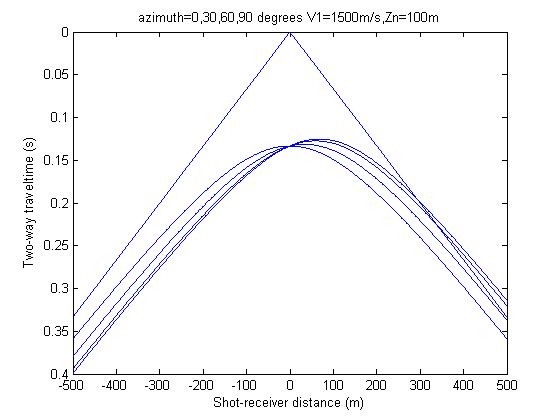 azimuth=0,30,60,90 degrees V1=1500m/s,Zn=100m
0
0.05
0.1
0.15
0.2
0.25
0.3
0.35
0.4
Two-way traveltime (s)
-500 -400 -300 -200 -100 0 100 200 300 400 500
Shot-receiver distance (m)